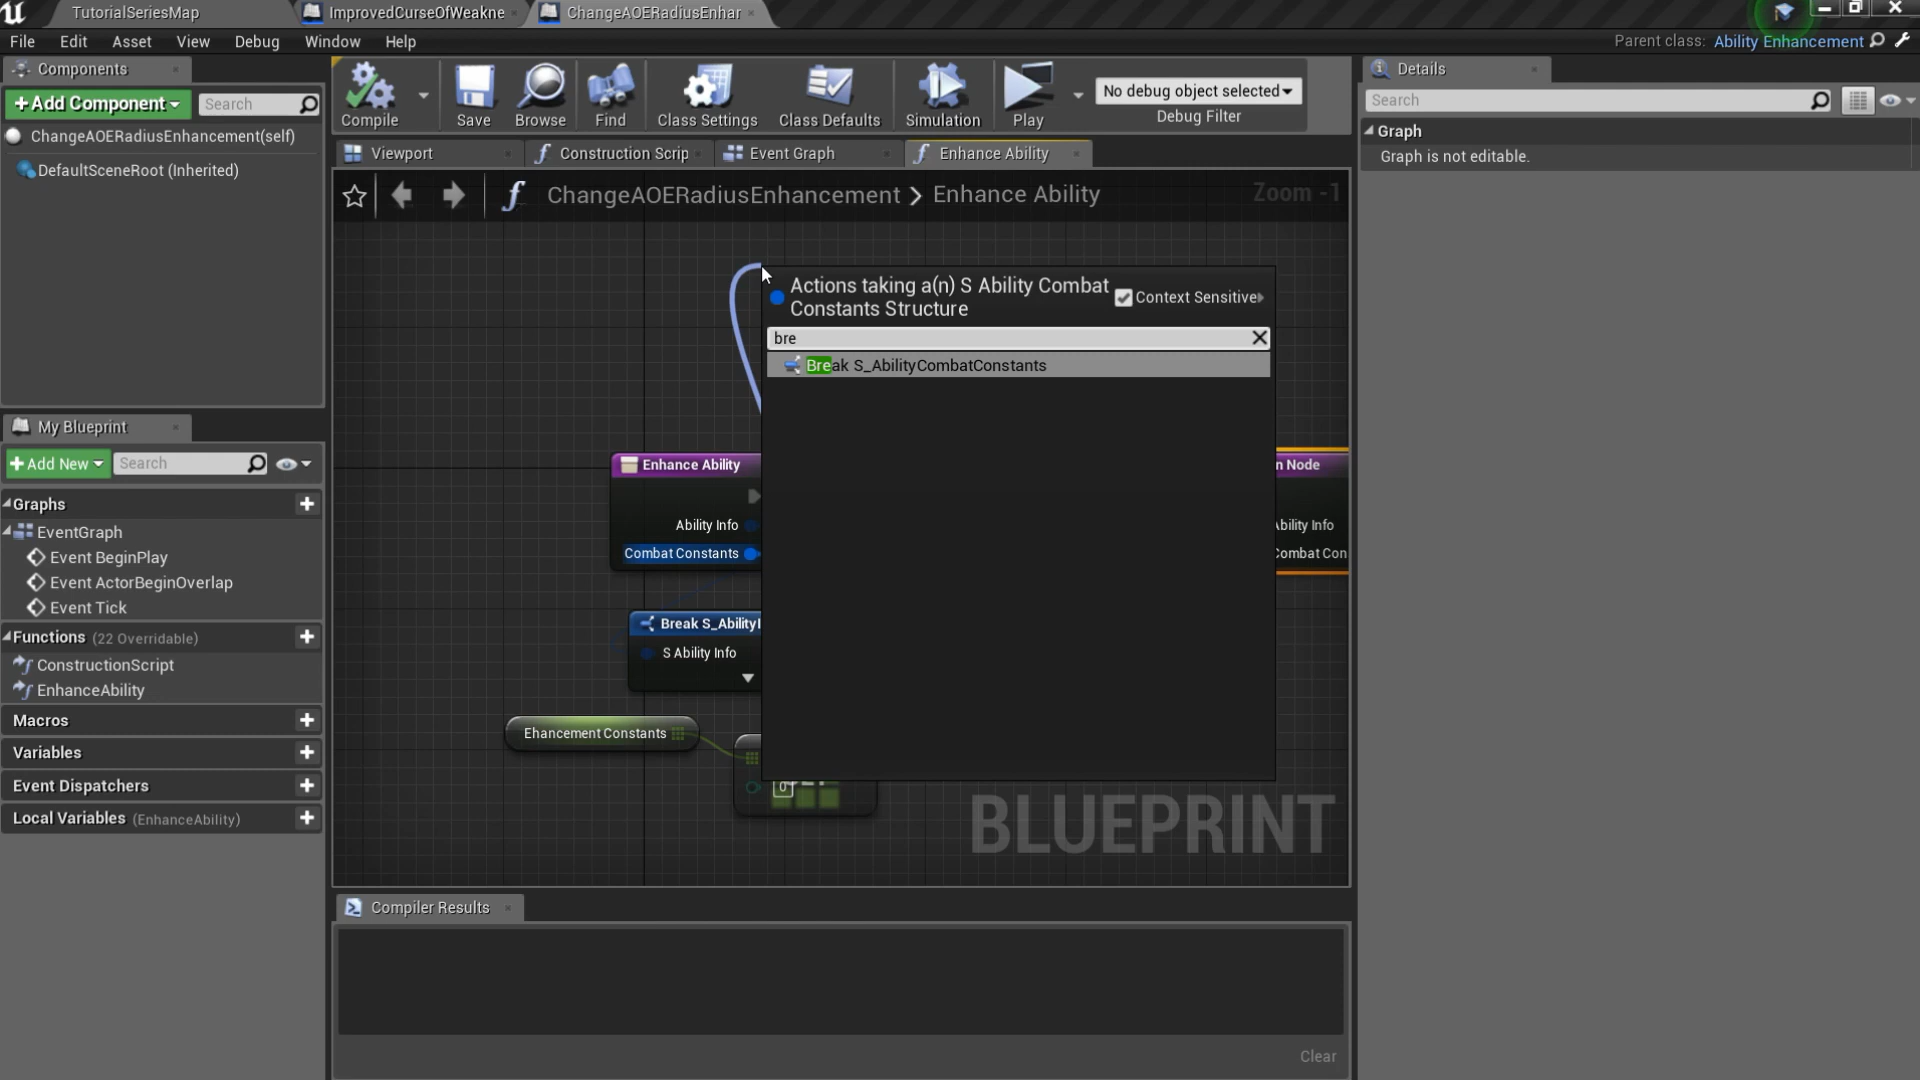 TutorialSeriesMap
ImprovedCurseOfWeakne
ChangeAOERadiusEnhar
File Edit Asset View Debug Window Help
Parent class: Ability Enhancement
Components
+Add Component
Search
ChangeAOERadiusEnhancement(self)
DefaultSceneRoot (Inherited)
Compile
Save
Browse
Find
Class Settings
Class Defaults
Simulation
Play
No debug object selected
Debug Filter
Details
Search
Graph
Graph is not editable.
Viewport
Construction Scrip
Event Graph
Enhance Ability
ChangeAOERadiusEnhancement > Enhance Ability
Zoom -1
Actions taking a(n) S Ability Combat
Constants Structure
Context Sensitive
bre
Break S_AbilityCombatConstants
My Blueprint
+Add New
Search
Graphs
EventGraph
Event BeginPlay
Event ActorBeginOverlap
Event Tick
Functions (22 Overridable)
ConstructionScript
EnhanceAbility
Macros
Variables
Event Dispatchers
Local Variables (EnhanceAbility)
Enhance Ability
Ability Info
Combat Constants
n Node
Ability Info
Combat Con
Break S_AbilityI
S Ability Info
Ehancement Constants
0
BLUEPRINT
Compiler Results
Clear